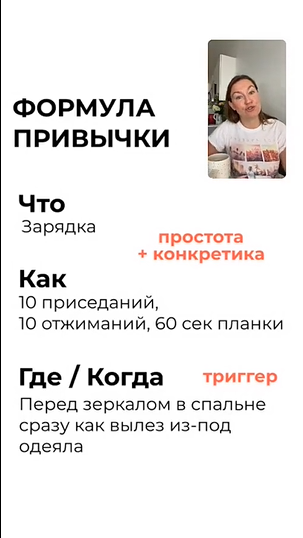 ФОРМУЛА
ПРИВЫЧКИ
Что
Зарядка
простота
+ конкретика
Как
10 приседаний,
10 отжиманий, 60 сек планки
Где / Когда
триггер
Перед зеркалом в спальне
сразу как вылез из-под
одеяла